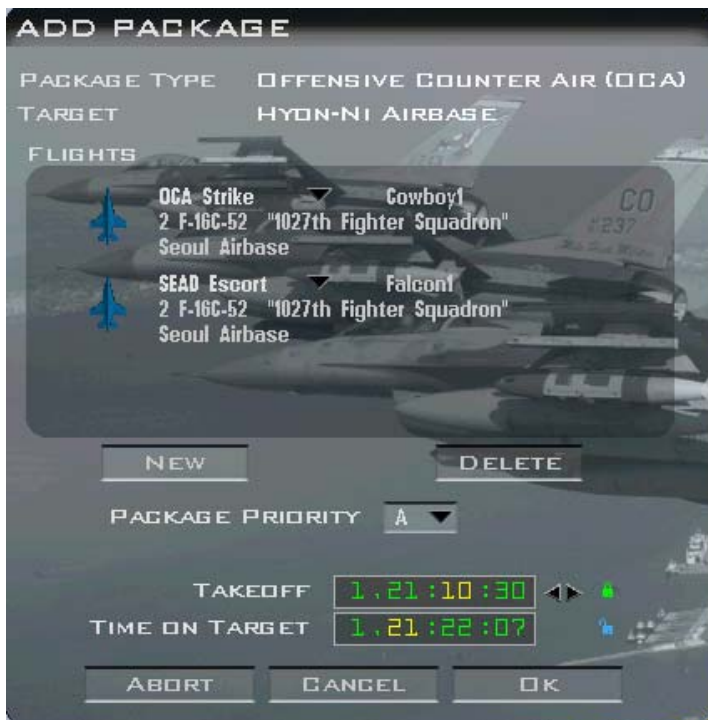 ADD PACKAGE
PACKAGE TYPE OFFENSIVE COUNTER AIR (OCA)
TARGET HYON-NI AIRBASE
FLIGHTS
OCA Strike Cowboy1
2 F-16C-52 "1027th Fighter Squadron"
Seoul Airbase
SEAD Escort Falcon1
2 F-16C-52 "1027th Fighter Squadron"
Seoul Airbase
CO
237
NEW DELETE
PACKAGE PRIORITY A
TAKEOFF 1.21:10:30
TIME ON TARGET 1.21:22:07
ABORT CANCEL OK